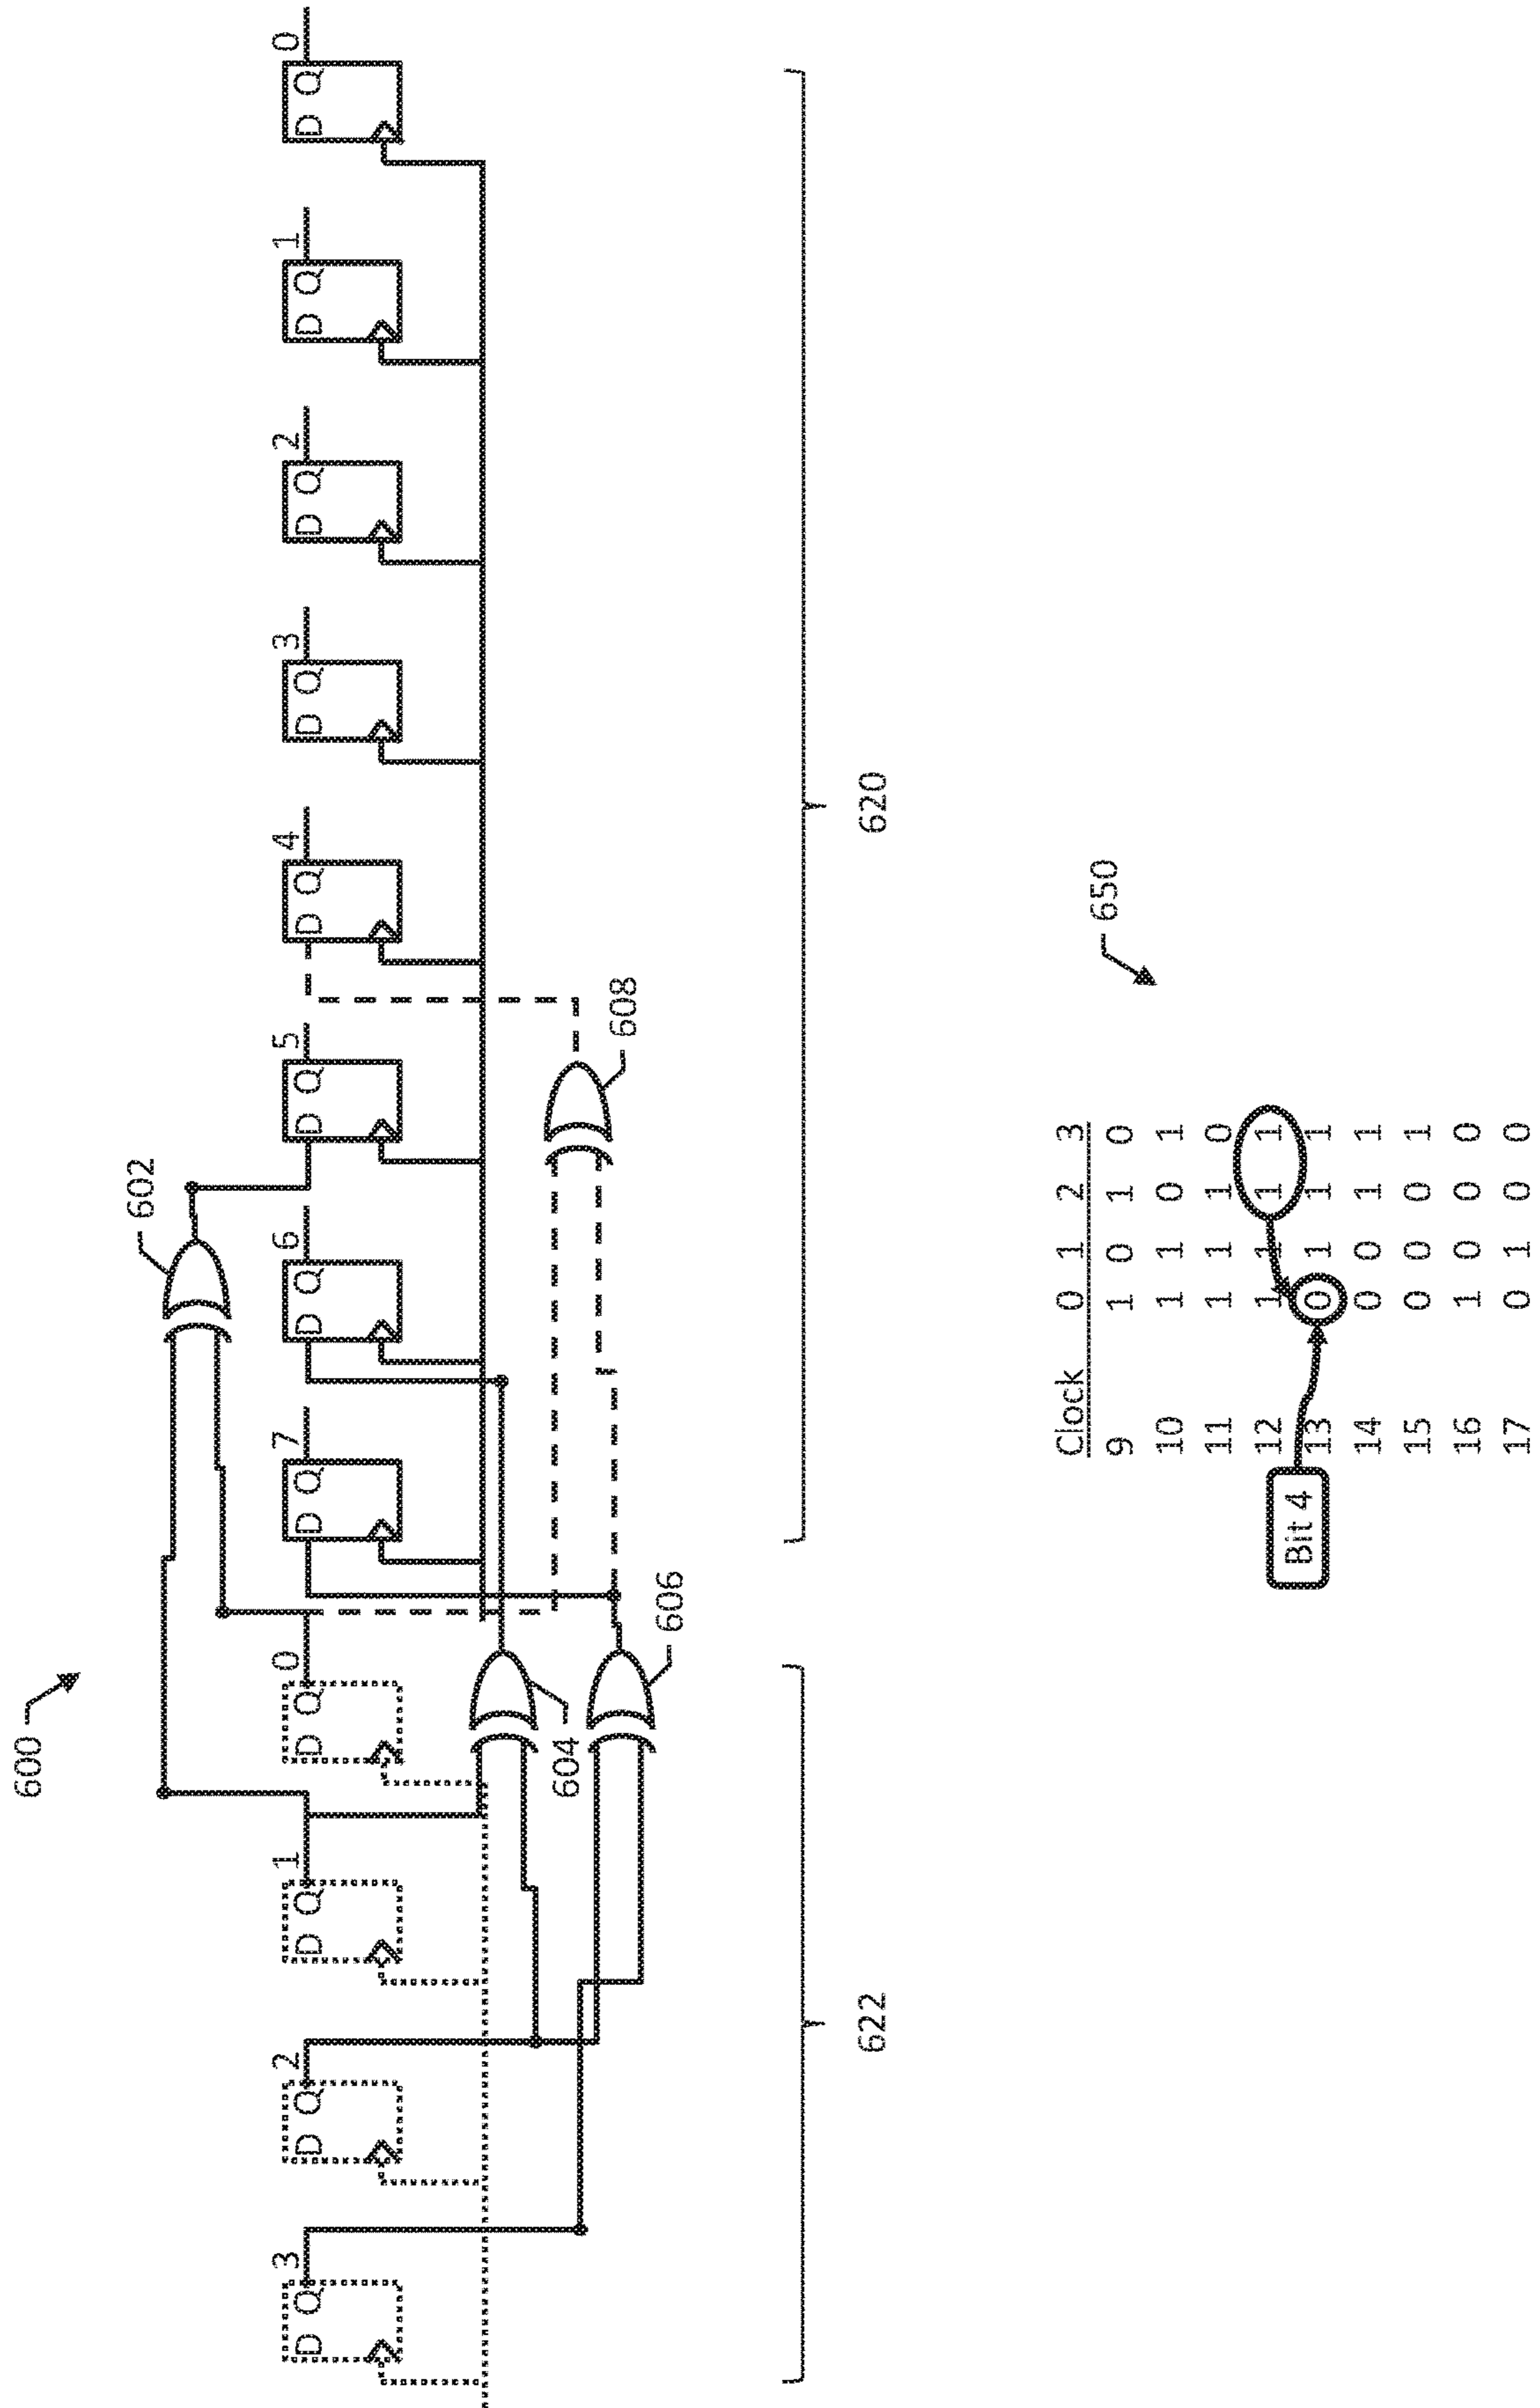 600
602
3 2 1 0 7 6 5 4 3 2 1 0
D Q D Q D Q D Q D Q D Q D Q D Q D Q D Q D Q D Q
604
608
606
622 620
650
Clock 0 1 2 3
9 1 0 1 0
10 1 1 0 1
11 1 1 1 0
12 1 1 1 1
Bit 4
13 0 1 1 1
14 0 0 1 1
15 0 0 0 1
16 1 0 0 0
17 0 1 0 0